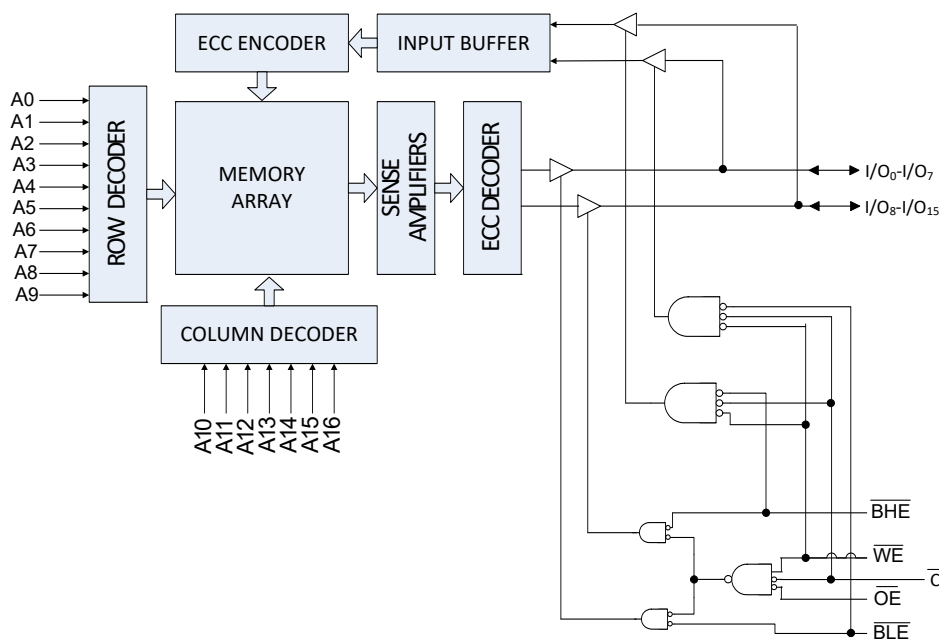 ECC ENCODER
INPUT BUFFER
A0
A1
A2
A3
A4
A5
A6
A7
A8
A9
ROW DECODER
MEMORY
ARRAY
SENSE
AMPLIFIERS
ECC DECODER
I/O0-I/O7
I/O8-I/O15
COLUMN DECODER
A10
A11
A12
A13
A14
A15
A16
BHE
WE
OE
BLE